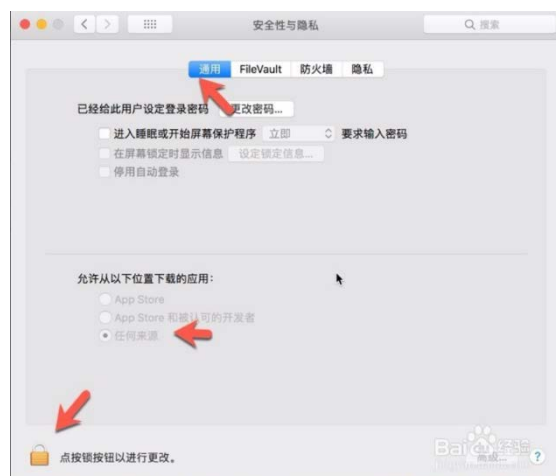 安全性与隐私
搜索
通用 FileVault 防火墙 隐私
已经给此用户设定登录密码 更改密码...
进入睡眠或开始屏幕保护程序 立即 要求输入密码
在屏幕锁定时显示信息 设定锁定信息...
停用自动登录
允许从以下位置下载的应用：
App Store
App Store 和被认可的开发者
任何来源
点按锁按钮以进行更改。
高级... ?
Bai 经验